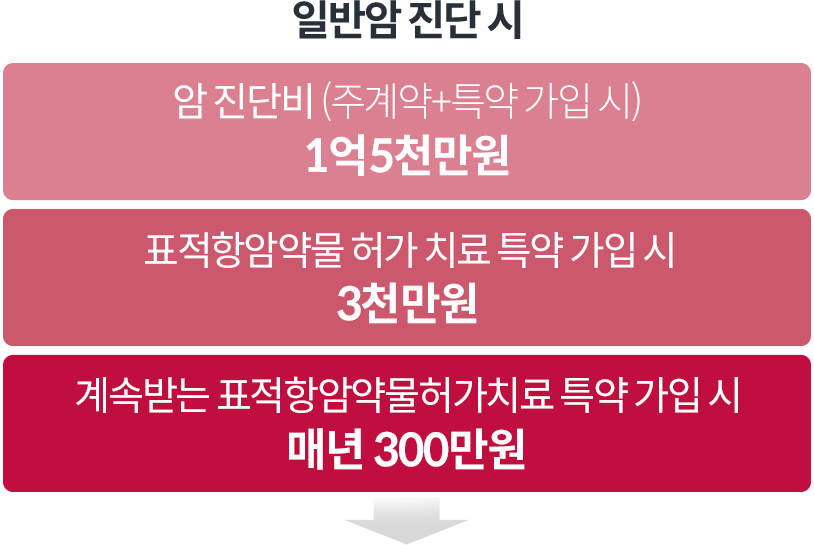 일반암 진단 시
암 진단비 (주계약+특약 가입 시)
1억5천만원
표적항암약물 허가 치료 특약 가입 시
3천만원
계속받는 표적항암약물허가치료 특약 가입 시
매년 300만원